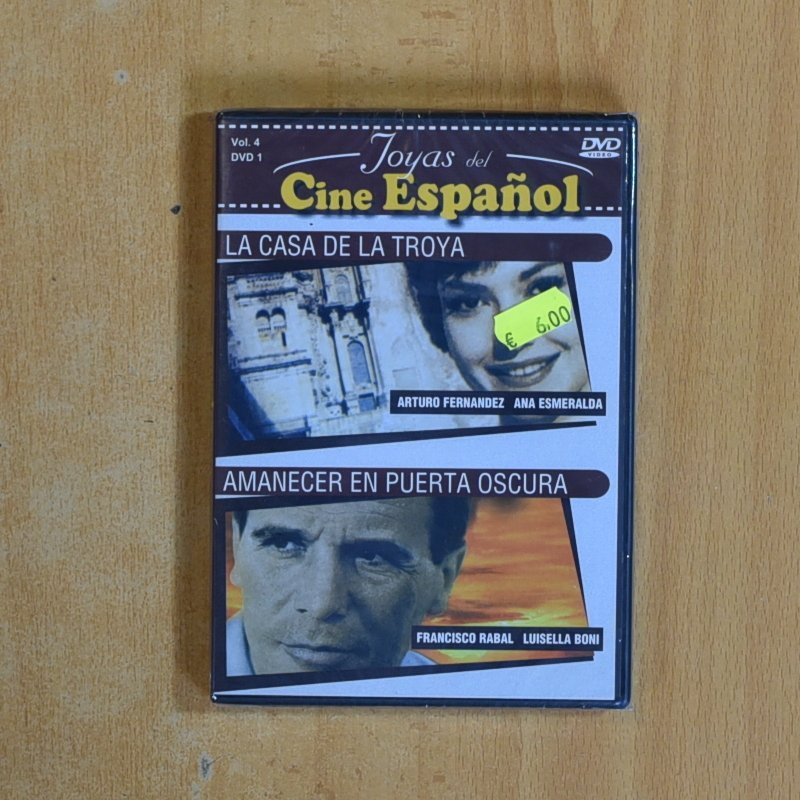 Vol. 4
DVD 1
Joyas del
Cine Español
DVD
VIDEO
LA CASA DE LA TROYA
€ 6,00
ARTURO FERNANDEZ ANA ESMERALDA
AMANECER EN PUERTA OSCURA
FRANCISCO RABAL LUISELLA BONI